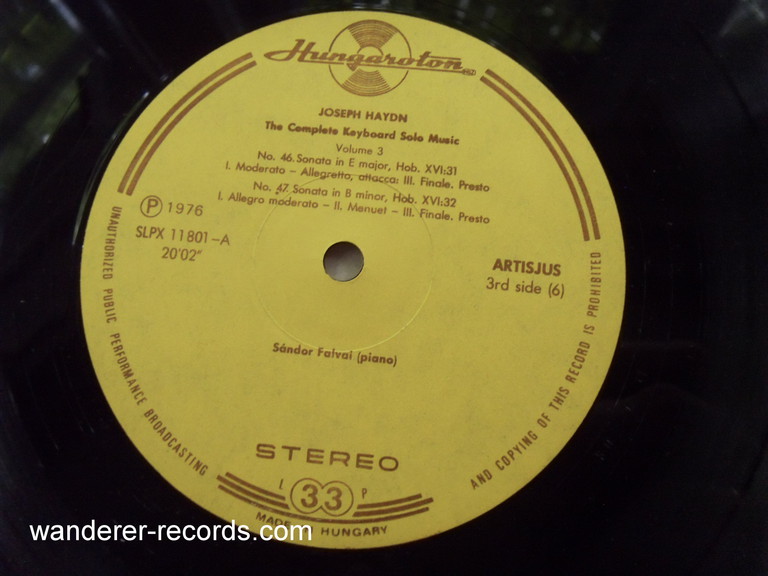 Hungaroton
JOSEPH HAYDN
The Complete Keyboard Solo Music
Volume 3
No. 46. Sonata in E major, Hob. XVI:31
I. Moderato – Allegretto, attacca: III. Finale. Presto
No. 47. Sonata in B minor, Hob. XVI:32
I. Allegro moderato – II. Menuet – III. Finale. Presto
Ⓟ 1976
SLPX 11801–A
20'02"
ARTISJUS
3rd side (6)
Sándor Falvai (piano)
STEREO
L 33 P
MADE IN HUNGARY
UNAUTHORIZED PUBLIC PERFORMANCE BROADCASTING
AND COPYING OF THIS RECORD IS PROHIBITED
wanderer-records.com